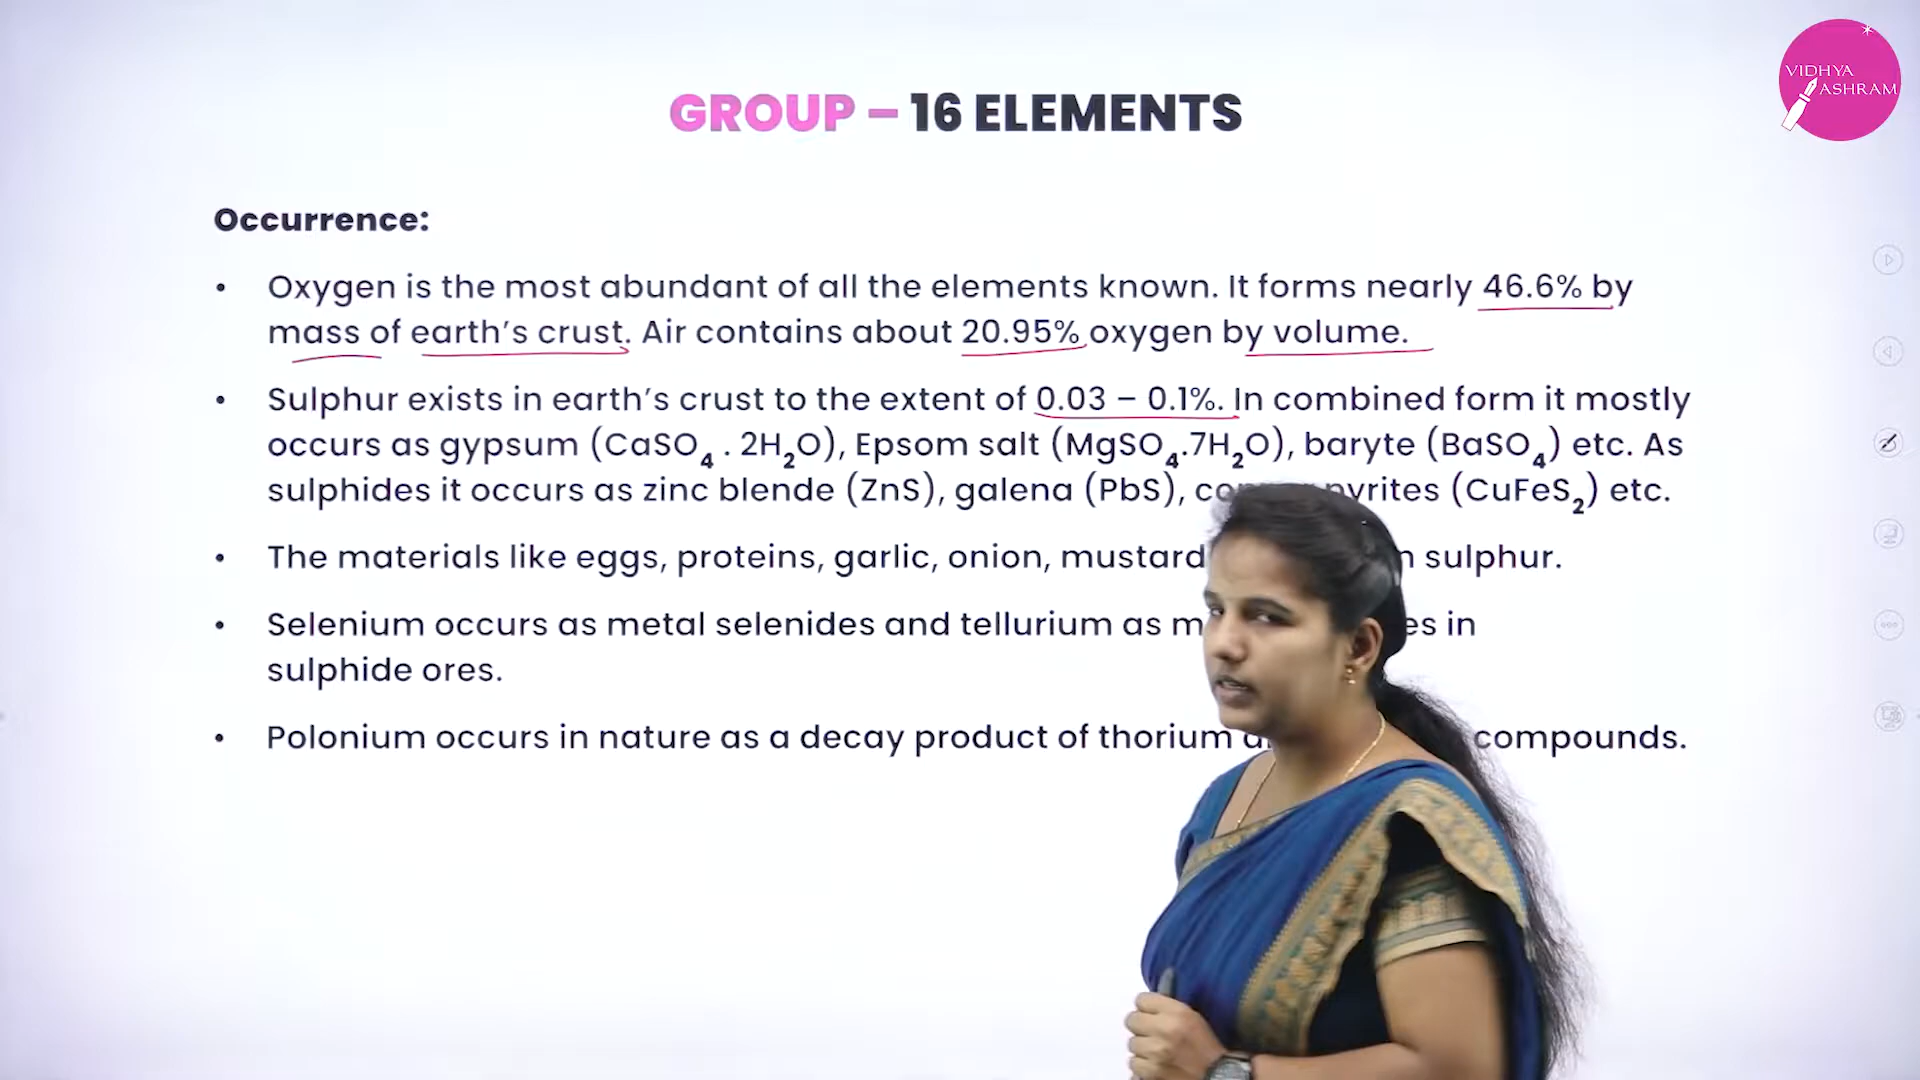 VIDHYA
ASHRAM
GROUP – 16 ELEMENTS
Occurrence:
• Oxygen is the most abundant of all the elements known. It forms nearly 46.6% by
mass of earth's crust. Air contains about 20.95% oxygen by volume.
• Sulphur exists in earth's crust to the extent of 0.03 – 0.1%. In combined form it mostly
occurs as gypsum (CaSO₄ . 2H₂O), Epsom salt (MgSO₄.7H₂O), baryte (BaSO₄) etc. As
sulphides it occurs as zinc blende (ZnS), galena (PbS), pyrites (CuFeS₂) etc.
• The materials like eggs, proteins, garlic, onion, mustard sulphur.
• Selenium occurs as metal selenides and tellurium as in
sulphide ores.
• Polonium occurs in nature as a decay product of thorium compounds.